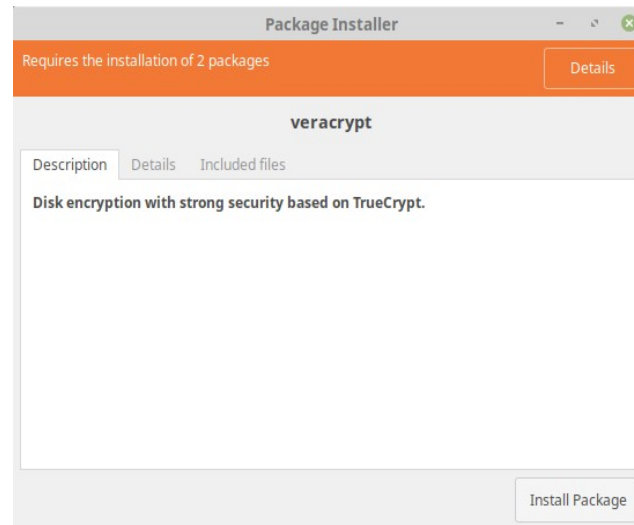 Package Installer
Requires the installation of 2 packages
Details
veracrypt
Description Details Included files
Disk encryption with strong security based on TrueCrypt.
Install Package